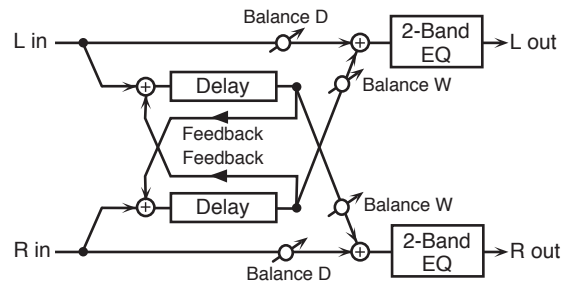 Balance D
L in
2-Band
EQ
L out
Delay
Balance W
Feedback
Feedback
Delay
Balance W
R in
2-Band
EQ
R out
Balance D